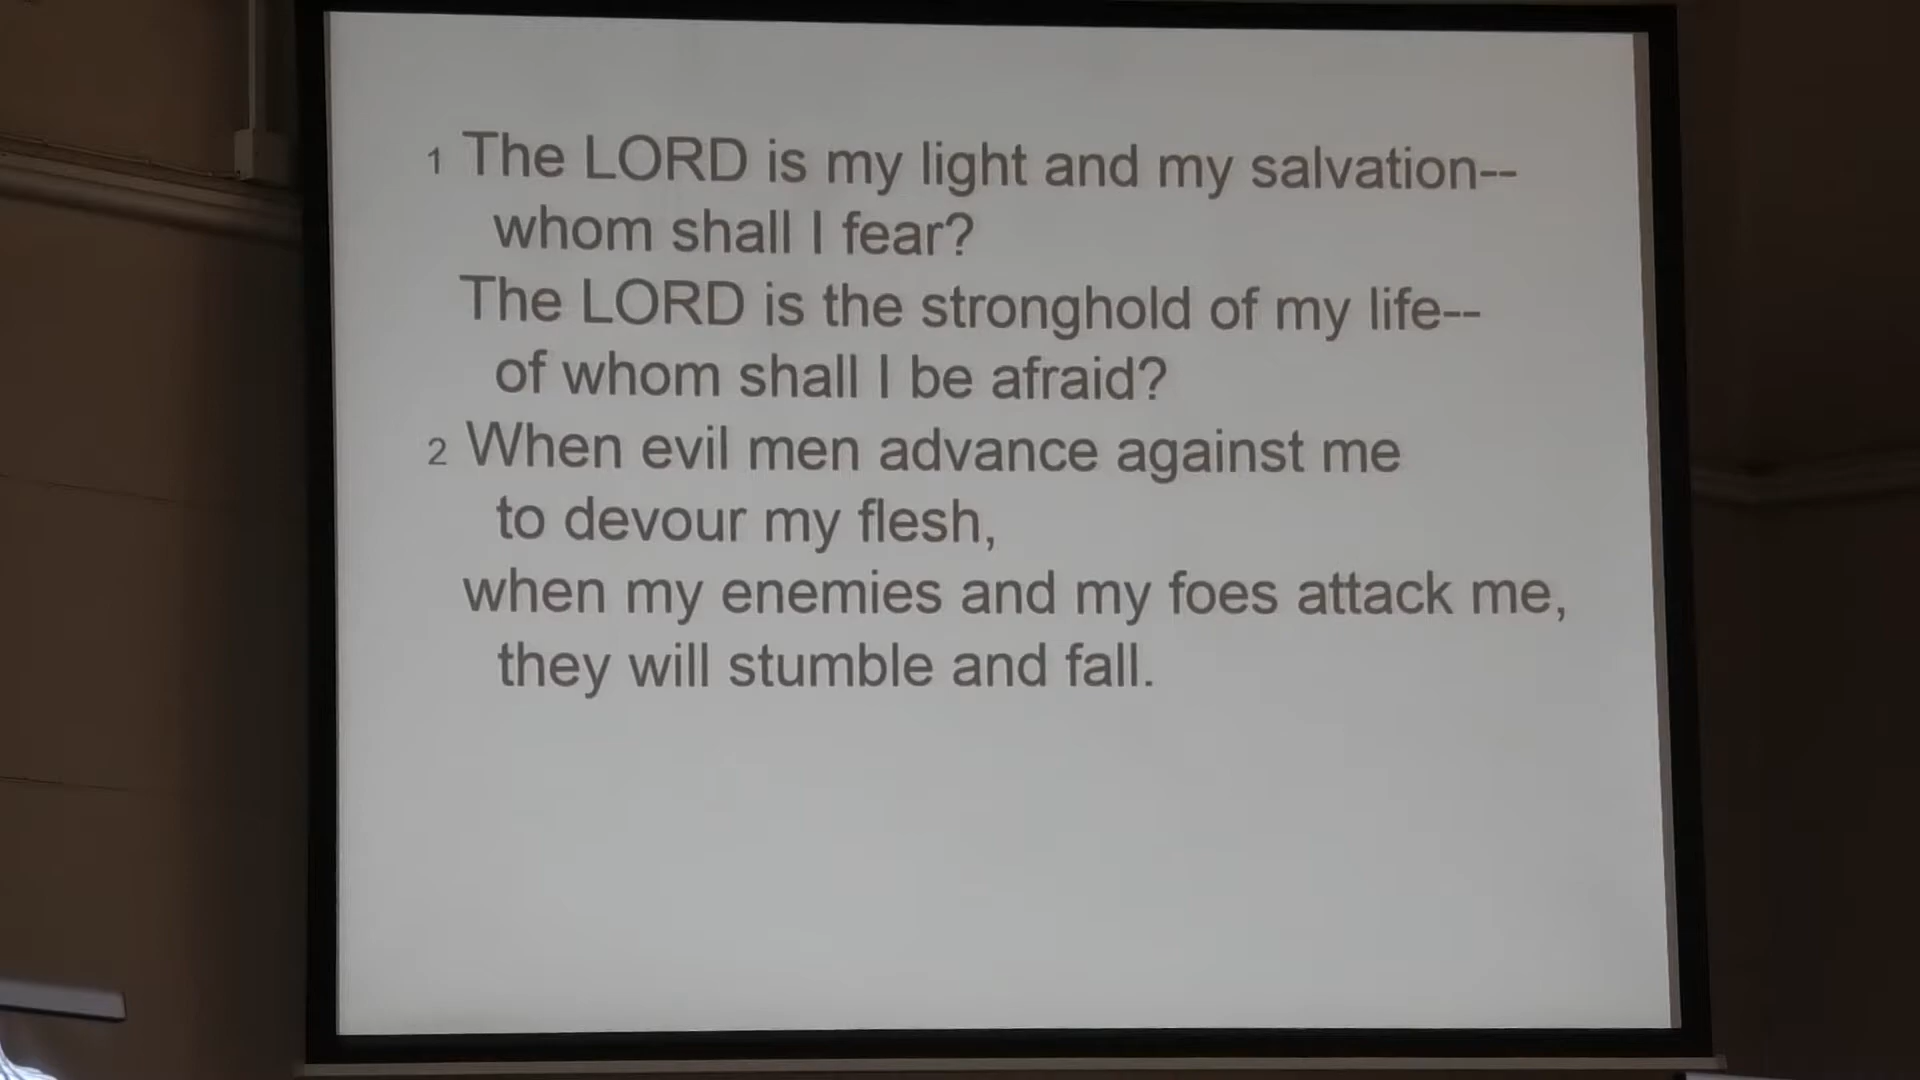 1 The LORD is my light and my salvation--
whom shall I fear?
The LORD is the stronghold of my life--
of whom shall I be afraid?
2 When evil men advance against me
to devour my flesh,
when my enemies and my foes attack me,
they will stumble and fall.